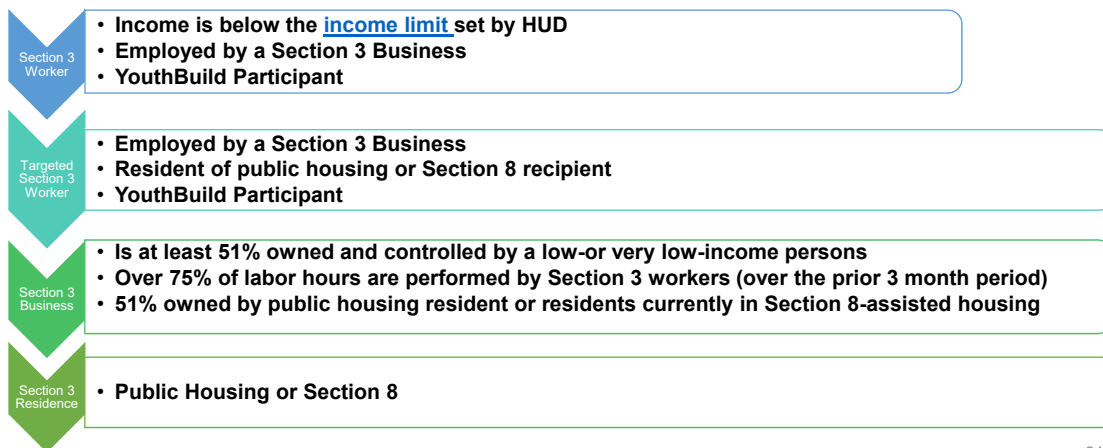 Section 3
Worker
• Income is below the income limit set by HUD
• Employed by a Section 3 Business
• YouthBuild Participant
Targeted
Section 3
Worker
• Employed by a Section 3 Business
• Resident of public housing or Section 8 recipient
• YouthBuild Participant
Section 3
Business
• Is at least 51% owned and controlled by a low-or very low-income persons
• Over 75% of labor hours are performed by Section 3 workers (over the prior 3 month period)
• 51% owned by public housing resident or residents currently in Section 8-assisted housing
Section 3
Residence
• Public Housing or Section 8